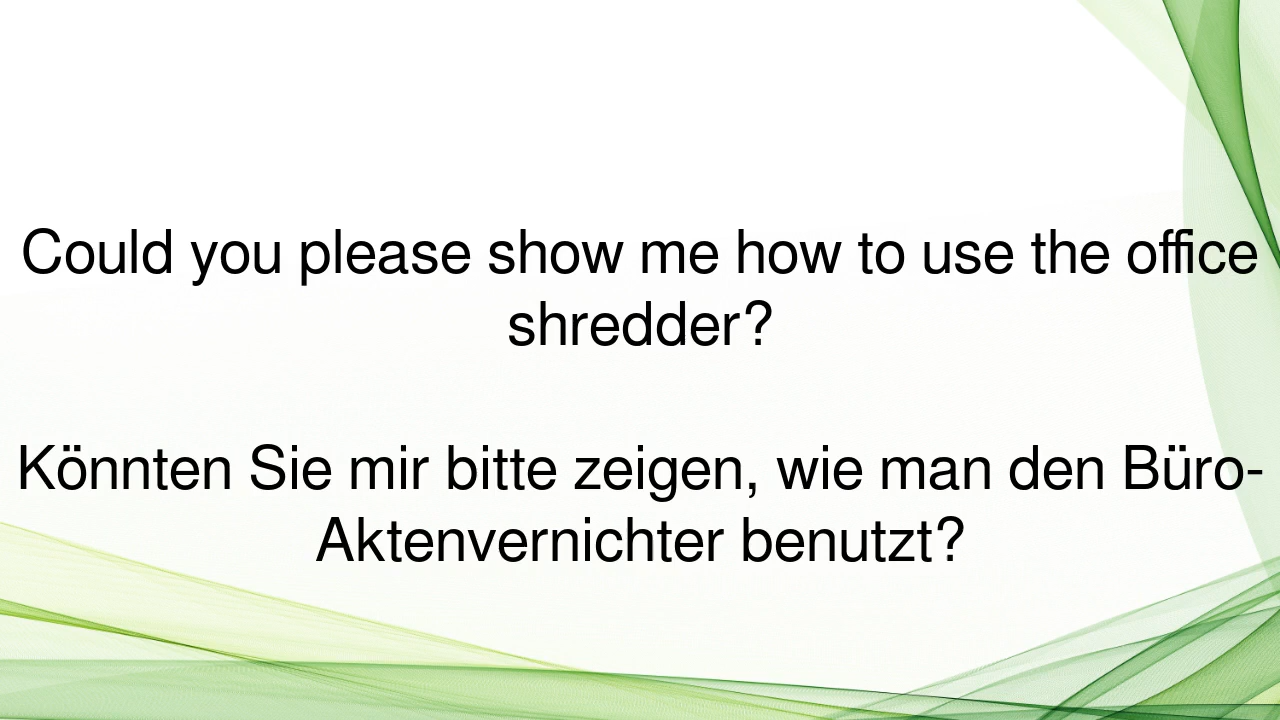 Could you please show me how to use the office
shredder?
Könnten Sie mir bitte zeigen, wie man den Büro-
Aktenvernichter benutzt?